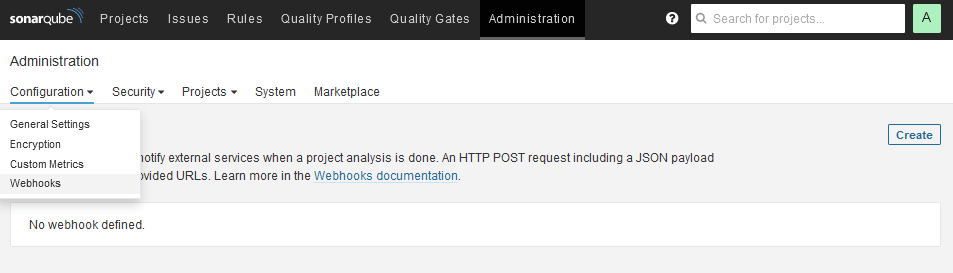 sonarqube Projects Issues Rules Quality Profiles Quality Gates Administration ? Search for projects... A
Administration
Configuration Security Projects System Marketplace
General Settings
Encryption
Custom Metrics
Webhooks
Create
notify external services when a project analysis is done. An HTTP POST request including a JSON payload
ovided URLs. Learn more in the Webhooks documentation.
No webhook defined.